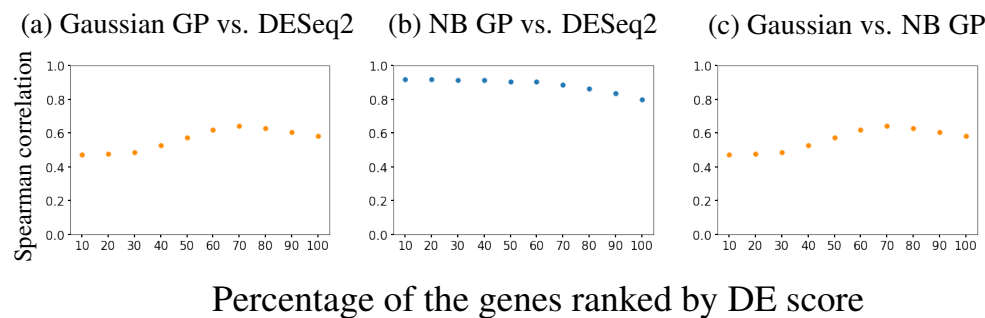 (a) Gaussian GP vs. DESeq2
(b) NB GP vs. DESeq2
(c) Gaussian vs. NB GP
Spearman correlation
1.0
0.8
0.6
0.4
0.2
0.0
10 20 30 40 50 60 70 80 90 100
1.0
0.8
0.6
0.4
0.2
0.0
10 20 30 40 50 60 70 80 90 100
1.0
0.8
0.6
0.4
0.2
0.0
10 20 30 40 50 60 70 80 90 100
Percentage of the genes ranked by DE score